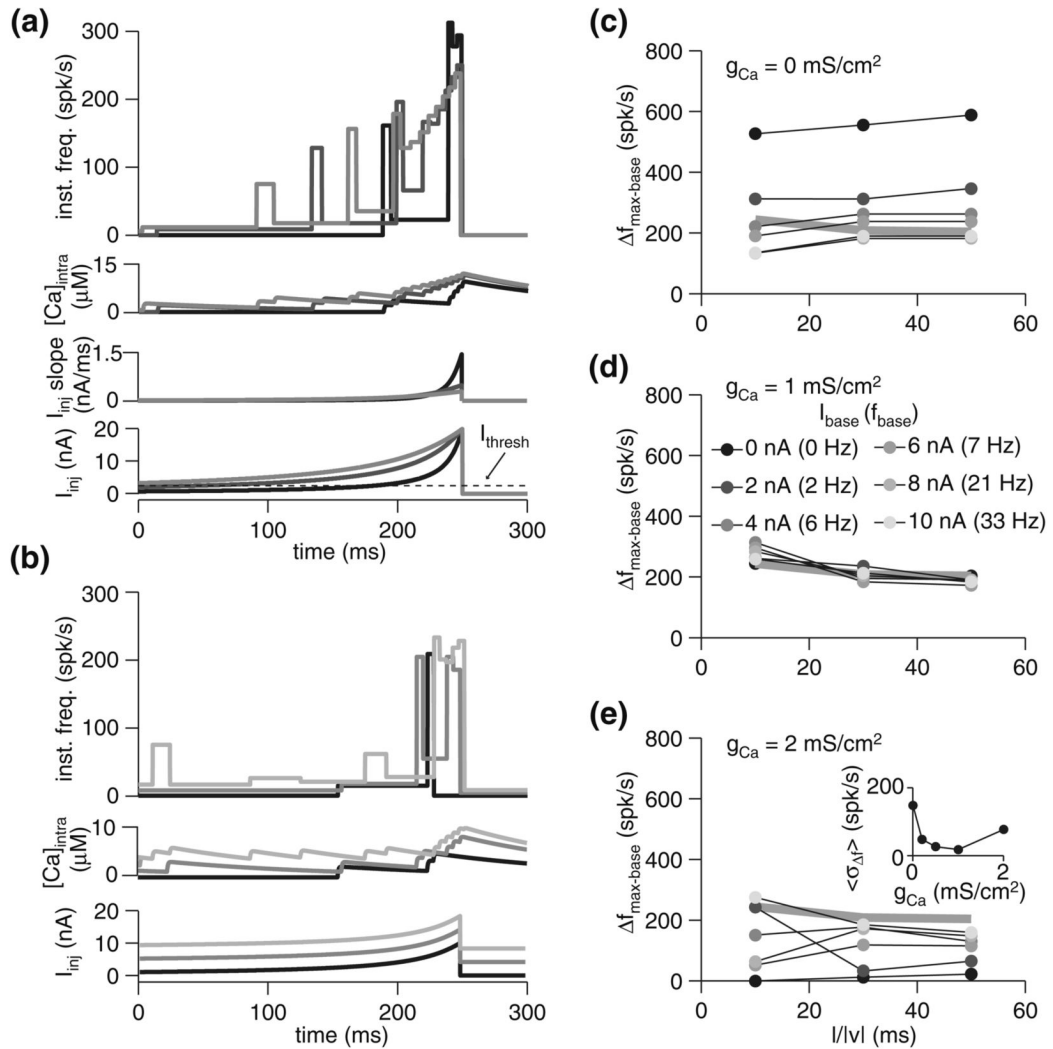 (a)
300
200
100
0
inst. freq. (spk/s)
15
0
[Ca]intra
(μM)
1.5
0
Iinj slope
(nA/ms)
20
10
0
Iinj (nA)
Ithresh
0
100
200
300
time (ms)
(b)
300
200
100
0
inst. freq. (spk/s)
10
0
[Ca]intra
(μM)
20
10
0
Iinj (nA)
0
100
200
300
time (ms)
(c)
800
600
400
200
0
Δfmax-base (spk/s)
gCa = 0 mS/cm²
0
20
40
60
(d)
800
600
400
200
0
Δfmax-base (spk/s)
gCa = 1 mS/cm²
Ibase (fbase)
0 nA (0 Hz)
6 nA (7 Hz)
2 nA (2 Hz)
8 nA (21 Hz)
4 nA (6 Hz)
10 nA (33 Hz)
0
20
40
60
(e)
800
600
400
200
0
Δfmax-base (spk/s)
gCa = 2 mS/cm²
200
0
<σΔf> (spk/s)
0
2
gCa (mS/cm²)
0
20
40
60
l/|v| (ms)